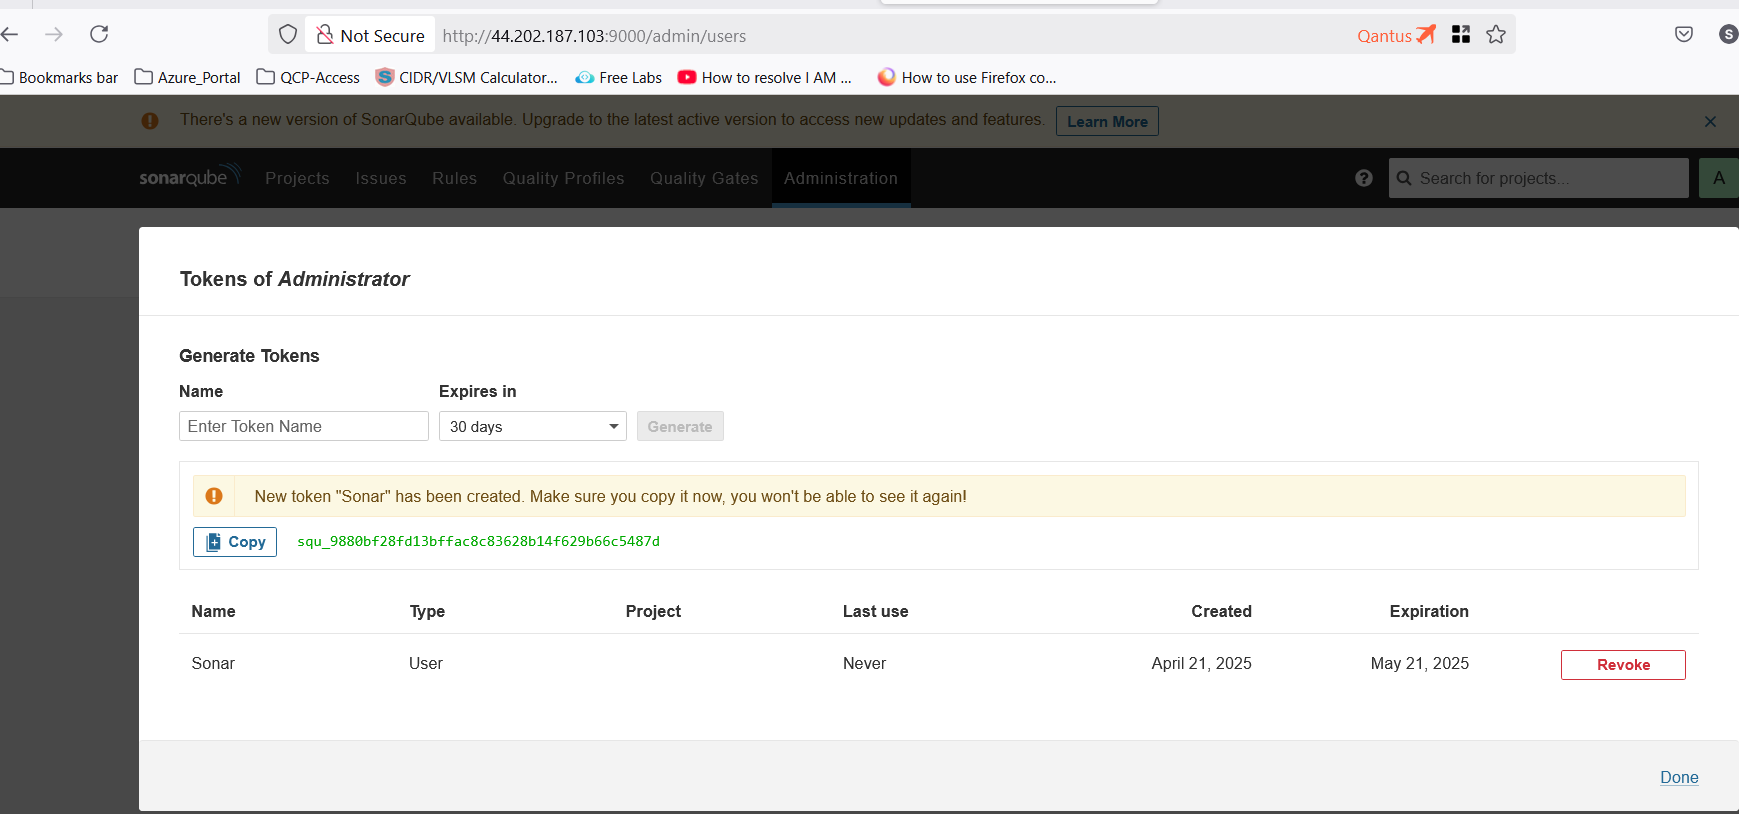 Not Secure http://44.202.187.103:9000/admin/users Qantus S
Bookmarks bar Azure_Portal QCP-Access S CIDR/VLSM Calculator... Free Labs How to resolve I AM ... How to use Firefox co...
There's a new version of SonarQube available. Upgrade to the latest active version to access new updates and features. Learn More
sonarqube Projects Issues Rules Quality Profiles Quality Gates Administration ? Search for projects... A
Tokens of Administrator
Generate Tokens
Name Expires in
Enter Token Name 30 days Generate
New token "Sonar" has been created. Make sure you copy it now, you won't be able to see it again!
Copy squ_9880bf28fd13bffac8c83628b14f629b66c5487d
Name Type Project Last use Created Expiration
Sonar User Never April 21, 2025 May 21, 2025 Revoke
Done